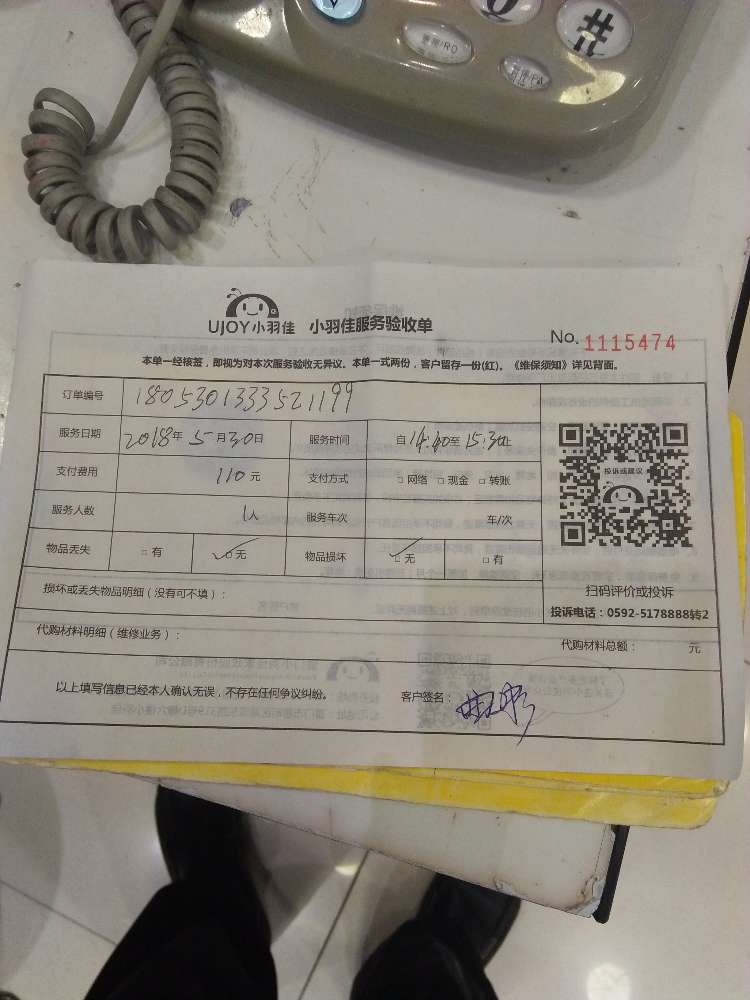 #
UJOY小羽佳 小羽佳服务验收单
No. 1115474
本单一经核签，即视为对本次服务验收无异议。本单一式两份，客户留存一份(红)。《维保须知》详见背面。
订单编号 1805301333521199
服务日期 2018年5月30日 服务时间 自14:40至15:30止
支付费用 110元 支付方式 □网络 □现金 □转账
服务人数 1人 服务车次 车/次
物品丢失 □有 ☑无 物品损坏 ☑无 □有
投诉或建议
扫码评价或投诉
投诉电话：0592-5178888转2
损坏或丢失物品明细（没有可不填）：
代购材料明细（维修业务）： 代购材料总额： 元
以上填写信息已经本人确认无误，不存在任何争议纠纷。 客户签名：